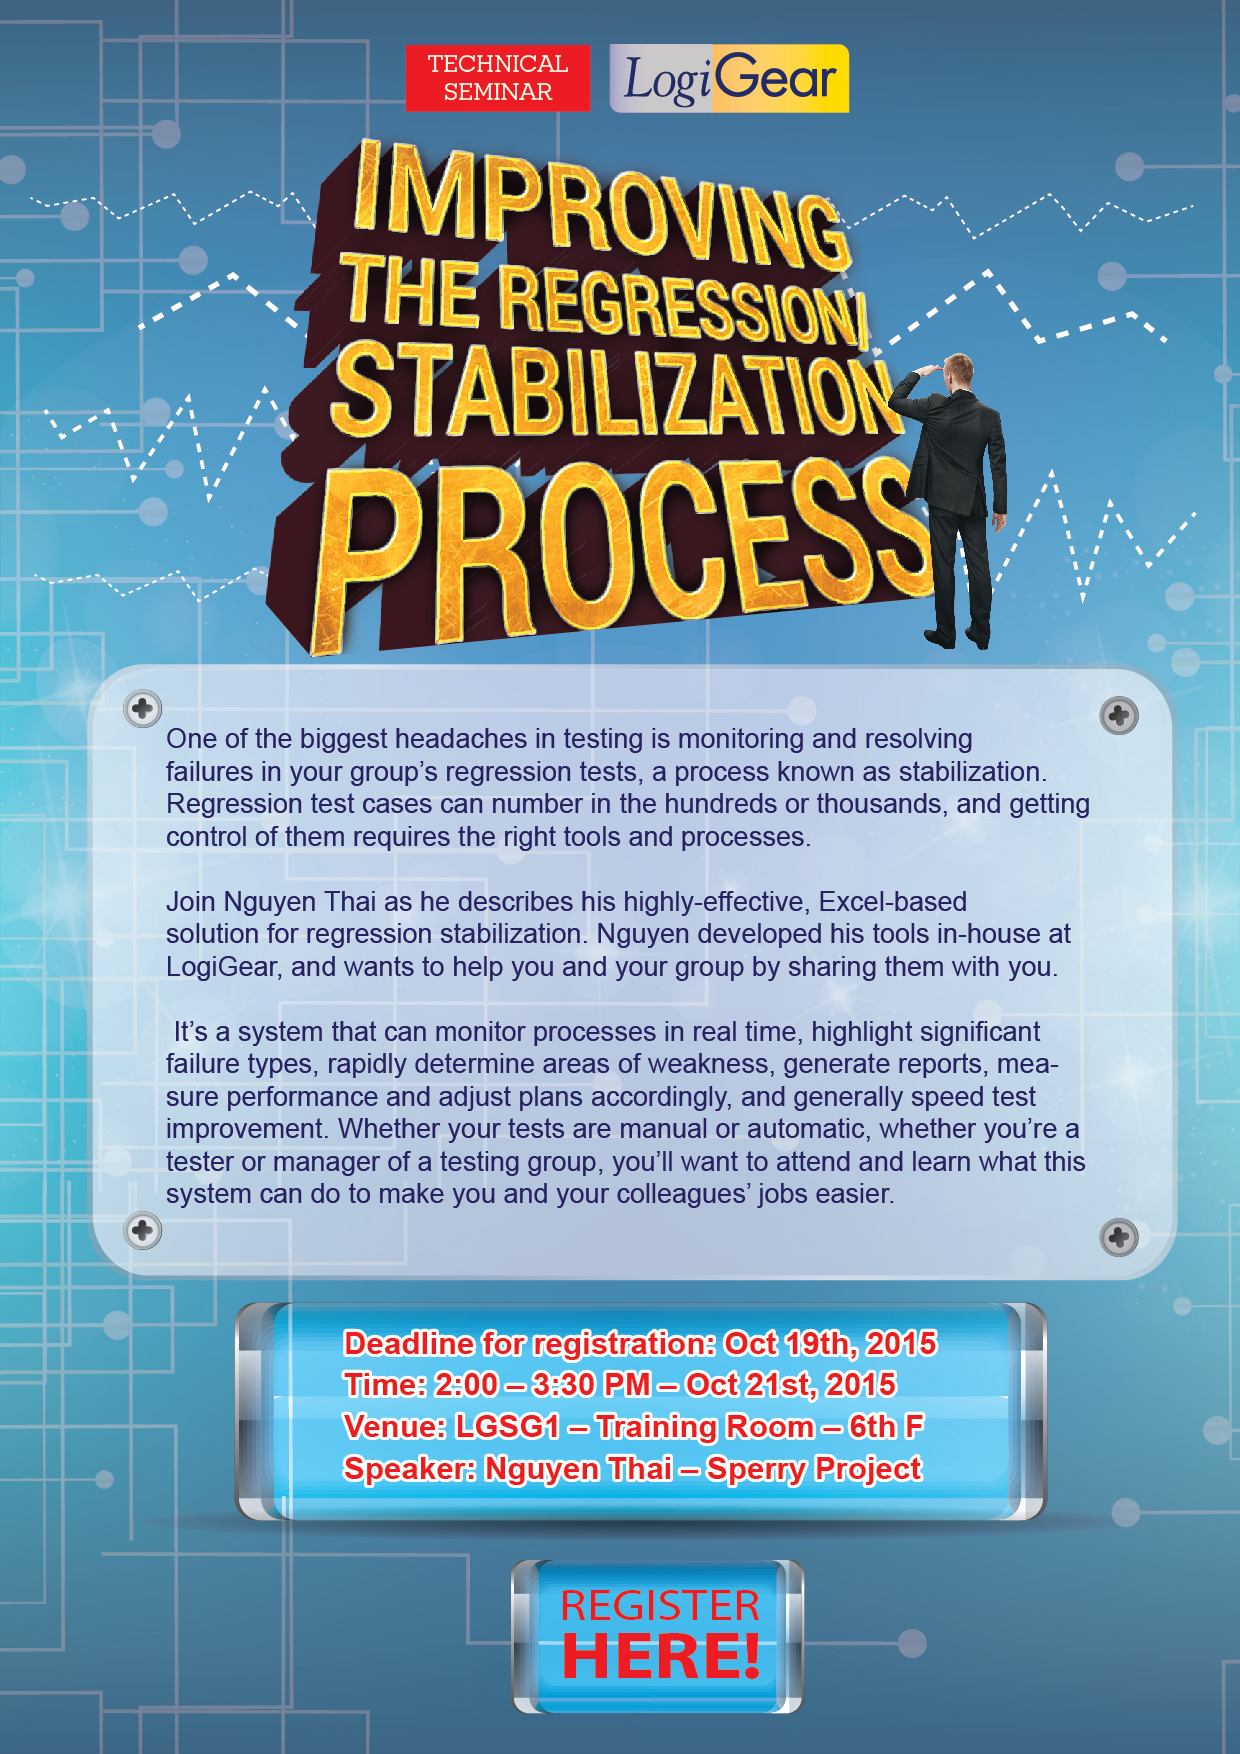 TECHNICAL
SEMINAR
LogiGear
IMPROVING
THE REGRESSION/
STABILIZATION
PROCESS
One of the biggest headaches in testing is monitoring and resolving
failures in your group’s regression tests, a process known as stabilization.
Regression test cases can number in the hundreds or thousands, and getting
control of them requires the right tools and processes.
Join Nguyen Thai as he describes his highly-effective, Excel-based
solution for regression stabilization. Nguyen developed his tools in-house at
LogiGear, and wants to help you and your group by sharing them with you.
It’s a system that can monitor processes in real time, highlight significant
failure types, rapidly determine areas of weakness, generate reports, mea-
sure performance and adjust plans accordingly, and generally speed test
improvement. Whether your tests are manual or automatic, whether you’re a
tester or manager of a testing group, you’ll want to attend and learn what this
system can do to make you and your colleagues’ jobs easier.
Deadline for registration: Oct 19th, 2015
Time: 2:00 – 3:30 PM – Oct 21st, 2015
Venue: LGSG1 – Training Room – 6th F
Speaker: Nguyen Thai – Sperry Project
REGISTER
HERE!